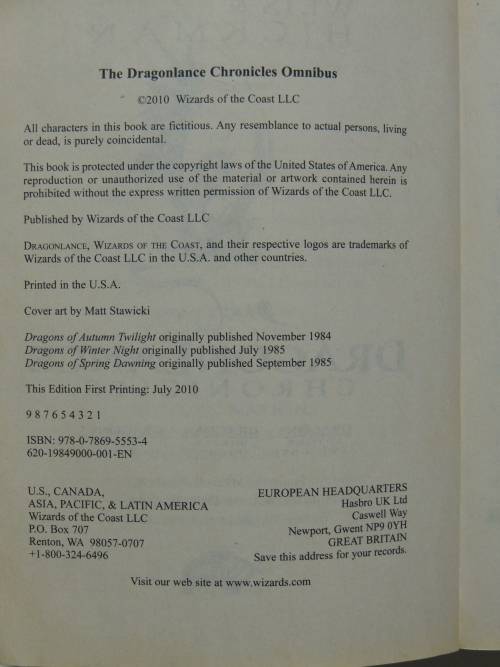 The Dragonlance Chronicles Omnibus
©2010 Wizards of the Coast LLC
All characters in this book are fictitious. Any resemblance to actual persons, living
or dead, is purely coincidental.
This book is protected under the copyright laws of the United States of America. Any
reproduction or unauthorized use of the material or artwork contained herein is
prohibited without the express written permission of Wizards of the Coast LLC.
Published by Wizards of the Coast LLC
DRAGONLANCE, WIZARDS OF THE COAST, and their respective logos are trademarks of
Wizards of the Coast LLC in the U.S.A. and other countries.
Printed in the U.S.A.
Cover art by Matt Stawicki
Dragons of Autumn Twilight originally published November 1984
Dragons of Winter Night originally published July 1985
Dragons of Spring Dawning originally published September 1985
This Edition First Printing: July 2010
9 8 7 6 5 4 3 2 1
ISBN: 978-0-7869-5553-4
620-19849000-001-EN
U.S., CANADA,
ASIA, PACIFIC, & LATIN AMERICA
Wizards of the Coast LLC
P.O. Box 707
Renton, WA 98057-0707
+1-800-324-6496
EUROPEAN HEADQUARTERS
Hasbro UK Ltd
Caswell Way
Newport, Gwent NP9 0YH
GREAT BRITAIN
Save this address for your records.
Visit our web site at www.wizards.com